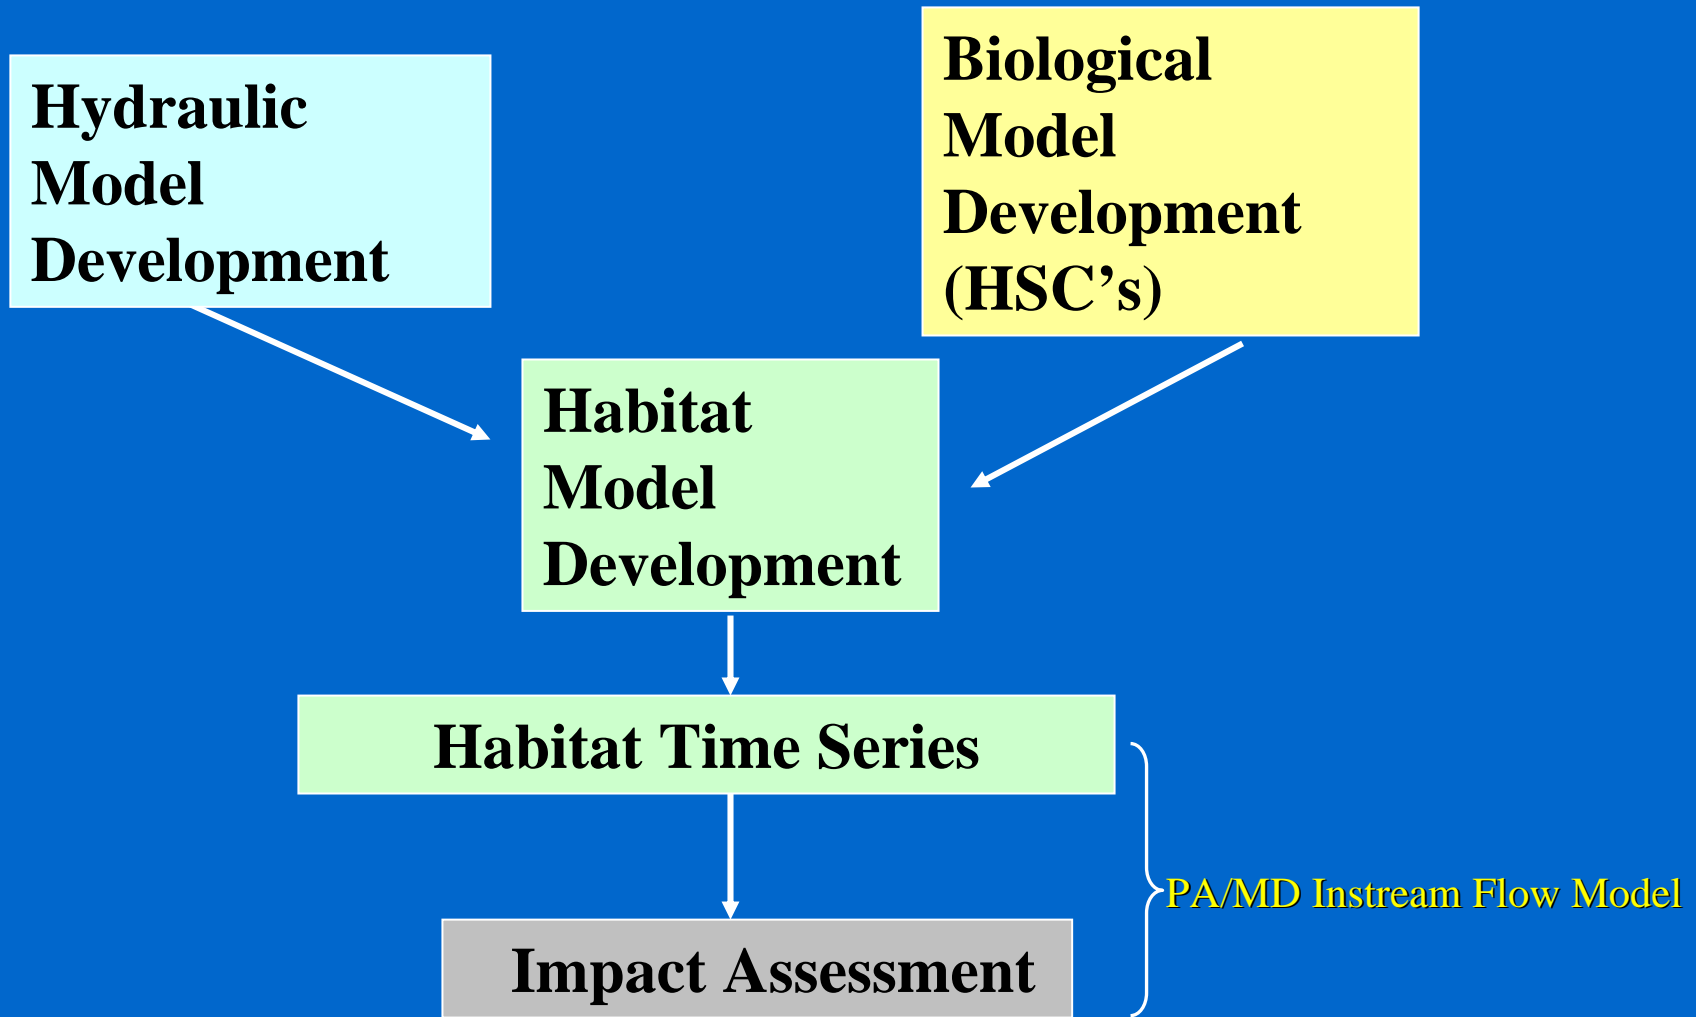 Hydraulic
Model
Development
Biological
Model
Development
(HSC’s)
Habitat
Model
Development
Habitat Time Series
PA/MD Instream Flow Model
Impact Assessment